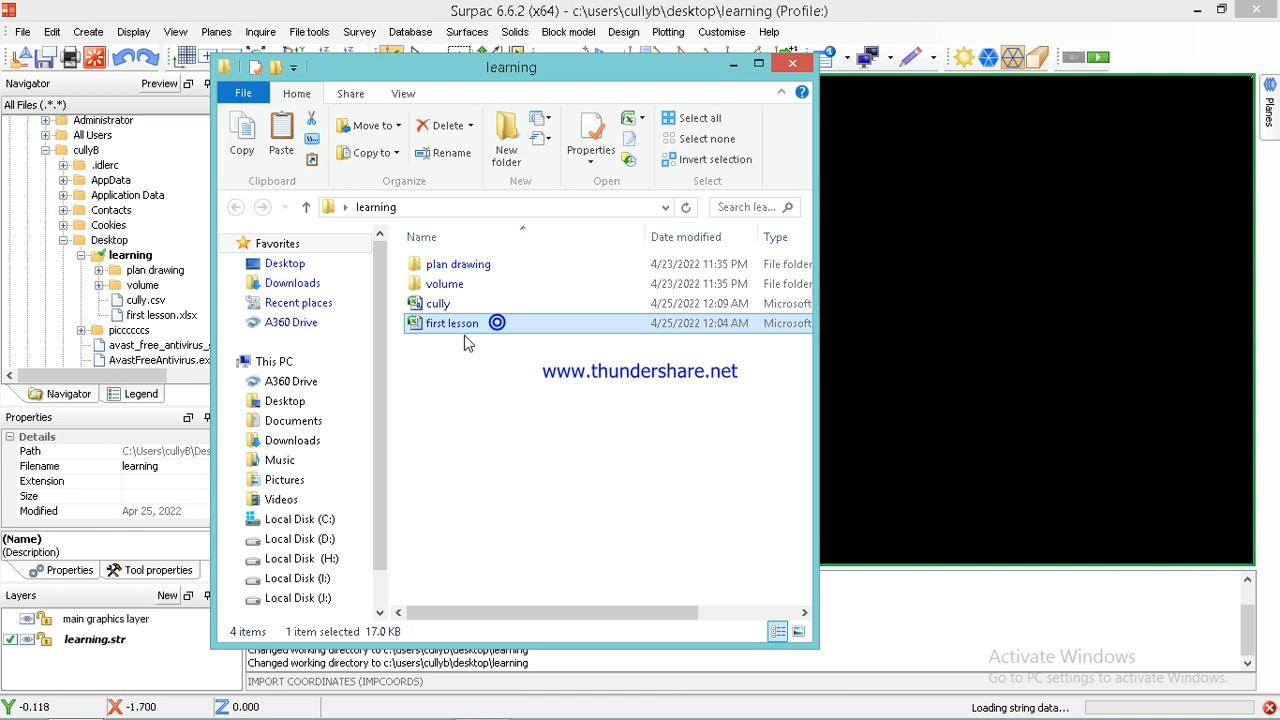 Surpac 6.6.2 (x64) - c:\users\cullyb\desktop\learning (Profile:)
File Edit Create Display View Planes Inquire File tools Survey Database Surfaces Solids Block model Design Plotting Customise Help
Navigator Preview
All Files (*.*)
Administrator
All Users
cullyB
.idlerc
AppData
Application Data
Contacts
Cookies
Desktop
learning
plan drawing
volume
cully.csv
first lesson.xlsx
picccccs
avast_free_antivirus_s
AvastFreeAntivirus.ex
Navigator Legend
Properties
Details
Path C:\Users\cullyB\Des
Filename learning
Extension
Size
Modified Apr 25, 2022
(Name)
(Description)
Properties Tool properties
Layers New
main graphics layer
learning.str
learning
File Home Share View
Copy
Paste
Clipboard
Move to
Copy to
Delete
Rename
Organize
New folder
New
Properties
Open
Select all
Select none
Invert selection
Select
learning
Search lea...
Favorites
Desktop
Downloads
Recent places
A360 Drive
This PC
A360 Drive
Desktop
Documents
Downloads
Music
Pictures
Videos
Local Disk (C:)
Local Disk (D:)
Local Disk (H:)
Local Disk (I:)
Local Disk (J:)
Name Date modified Type
plan drawing 4/23/2022 11:35 PM File folder
volume 4/23/2022 11:35 PM File folder
cully 4/25/2022 12:09 AM Microsoft
first lesson 4/25/2022 12:04 AM Microsoft
www.thundershare.net
4 items 1 item selected 17.0 KB
Planes
Changed working directory to c:\users\cullyb\desktop\learning
Changed working directory to c:\users\cullyb\desktop\learning
IMPORT COORDINATES (IMPCOORDS)
Activate Windows
Go to PC settings to activate Windows.
Y -0.118 X -1.700 Z 0.000 Loading string data...